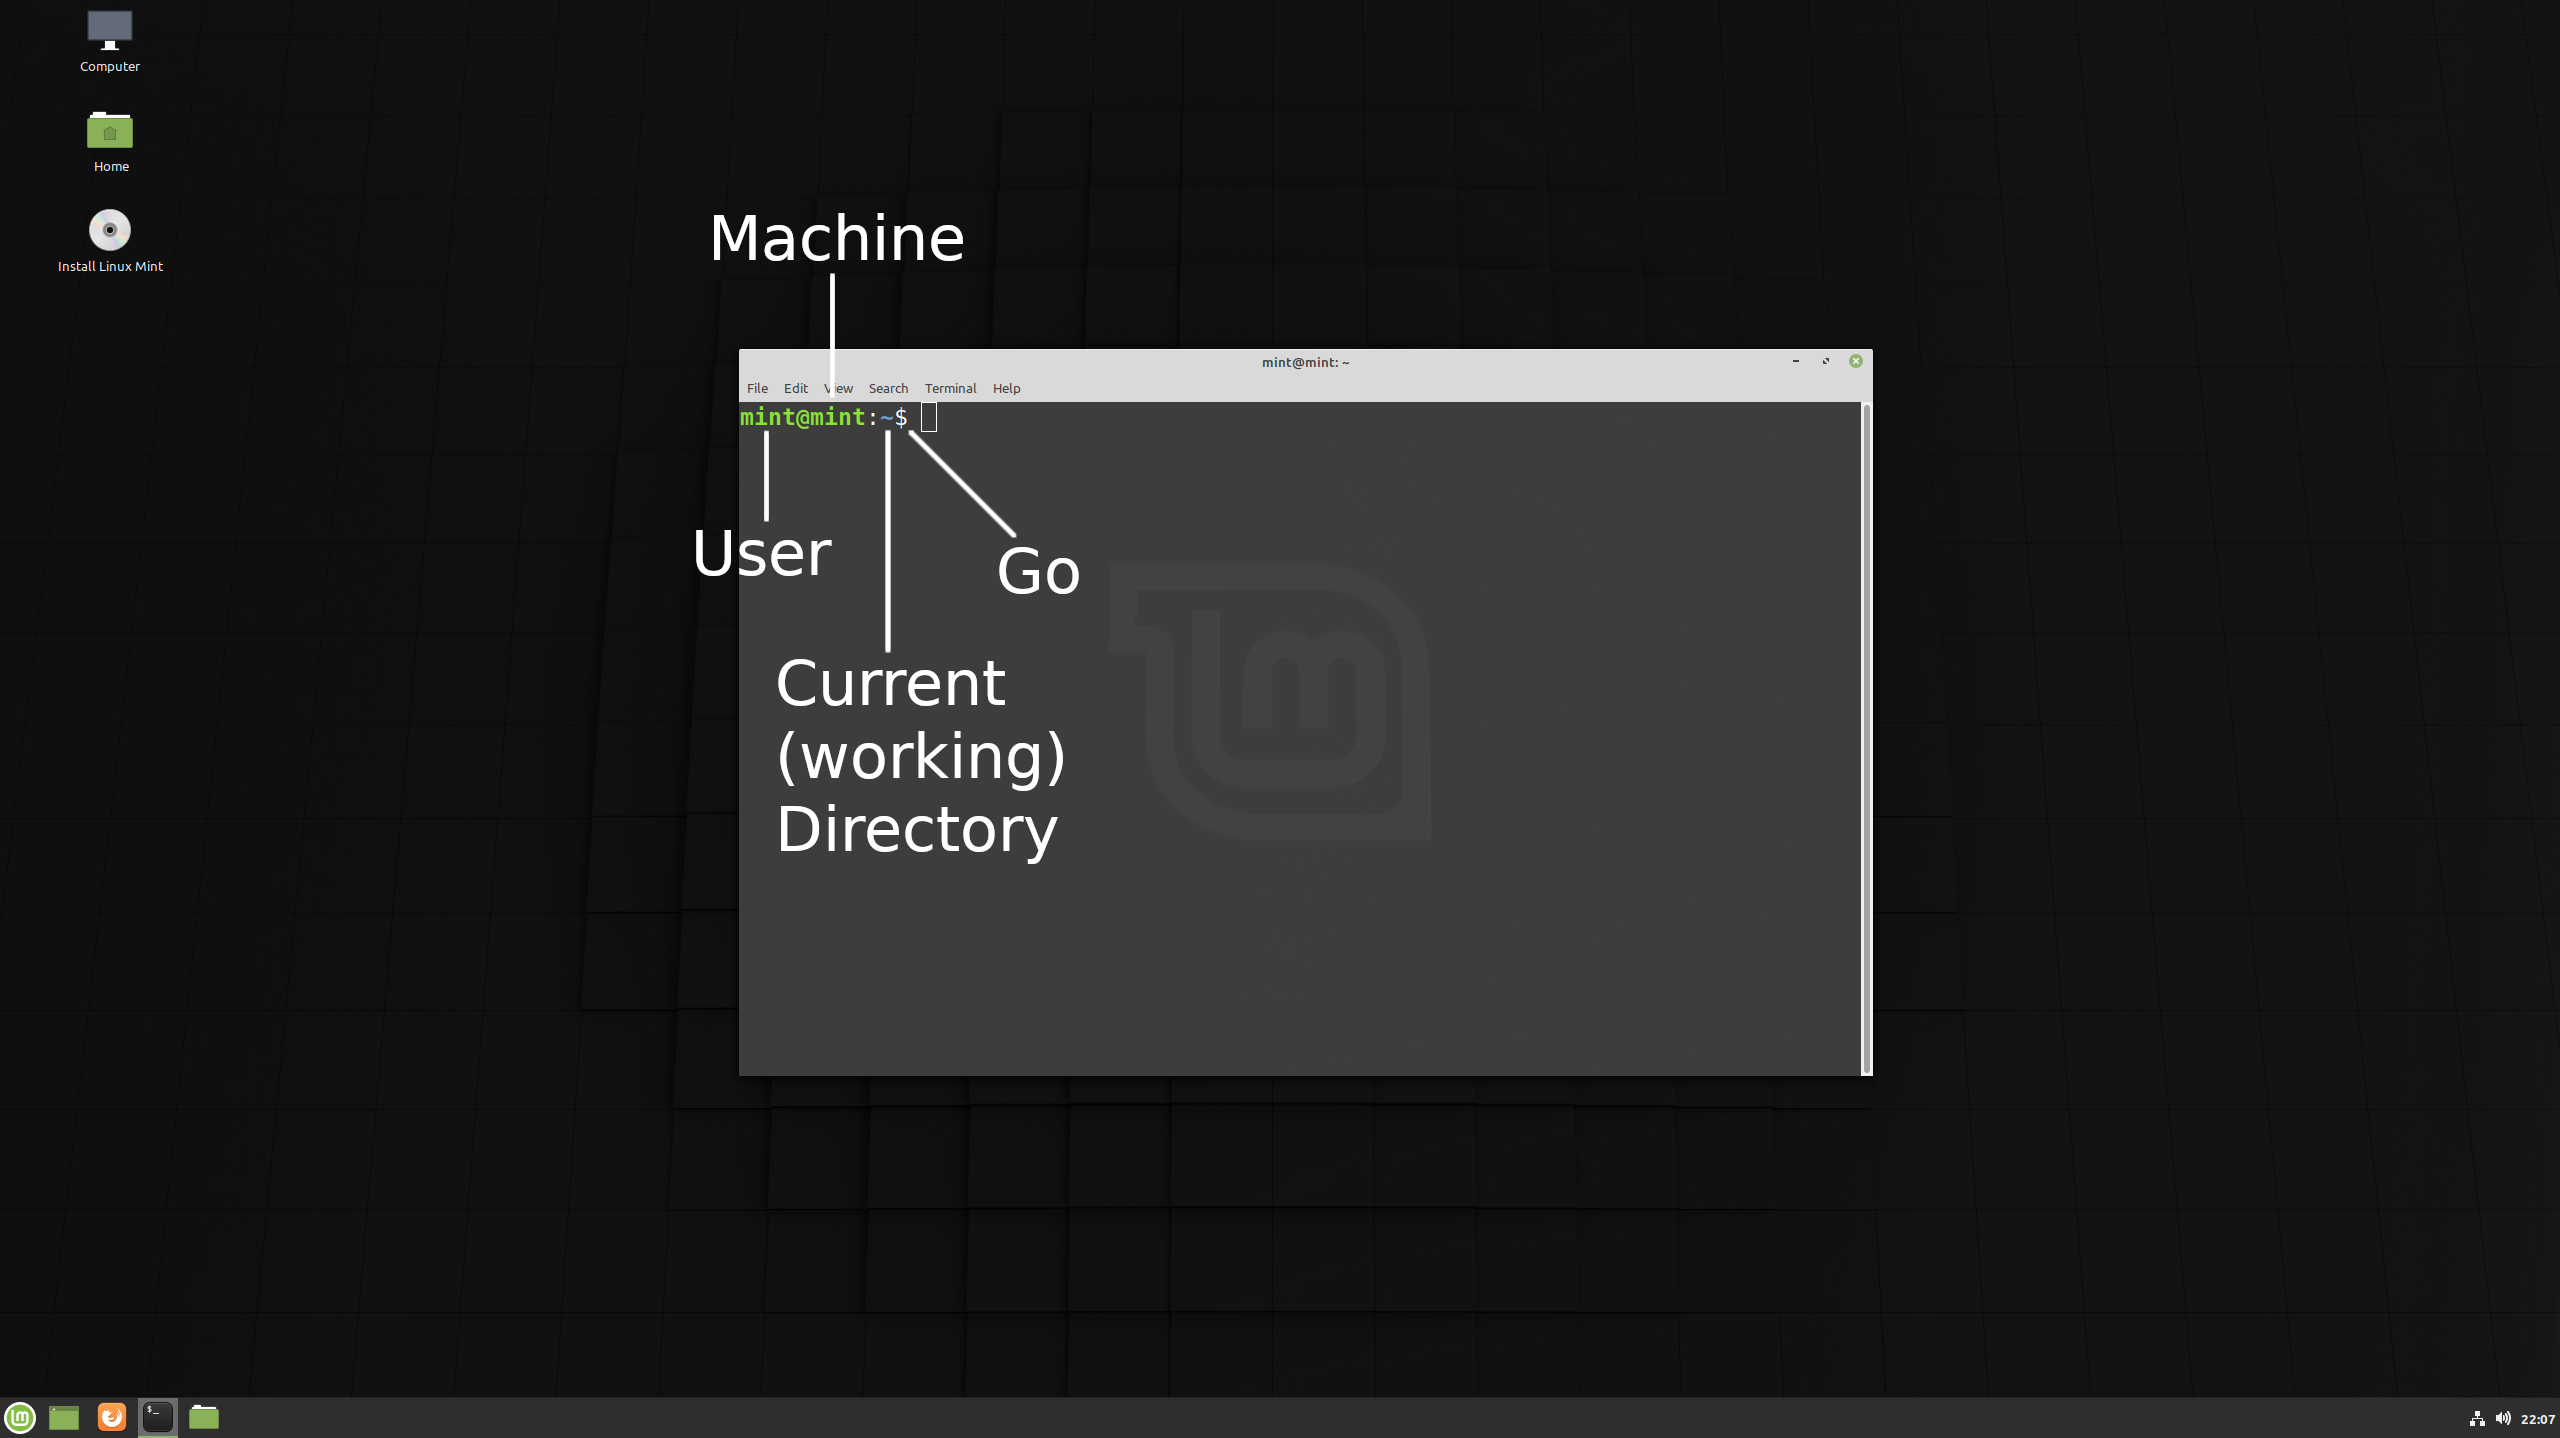 Computer
Home
Install Linux Mint
Machine
mint@mint: ~
File Edit View Search Terminal Help
mint@mint:~$
User
Go
Current
(working)
Directory
$_
22:07